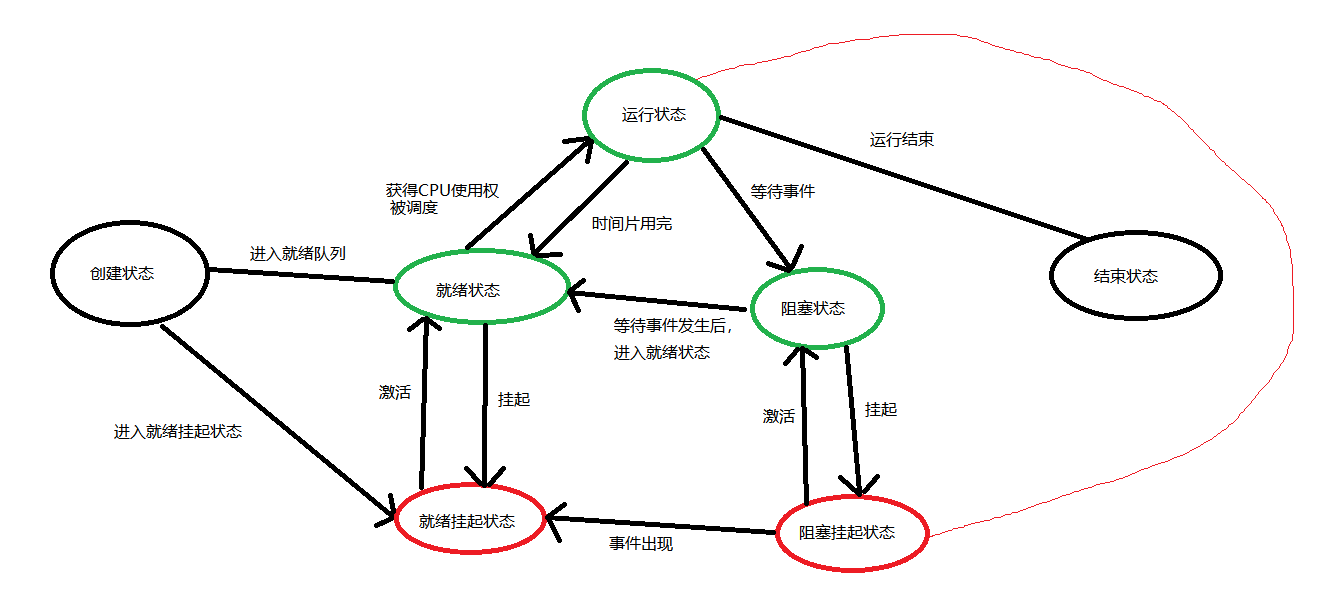 运行状态
运行结束
获得CPU使用权
被调度
等待事件
时间片用完
进入就绪队列
创建状态
就绪状态
阻塞状态
结束状态
等待事件发生后，
进入就绪状态
激活
挂起
激活
挂起
进入就绪挂起状态
就绪挂起状态
阻塞挂起状态
事件出现